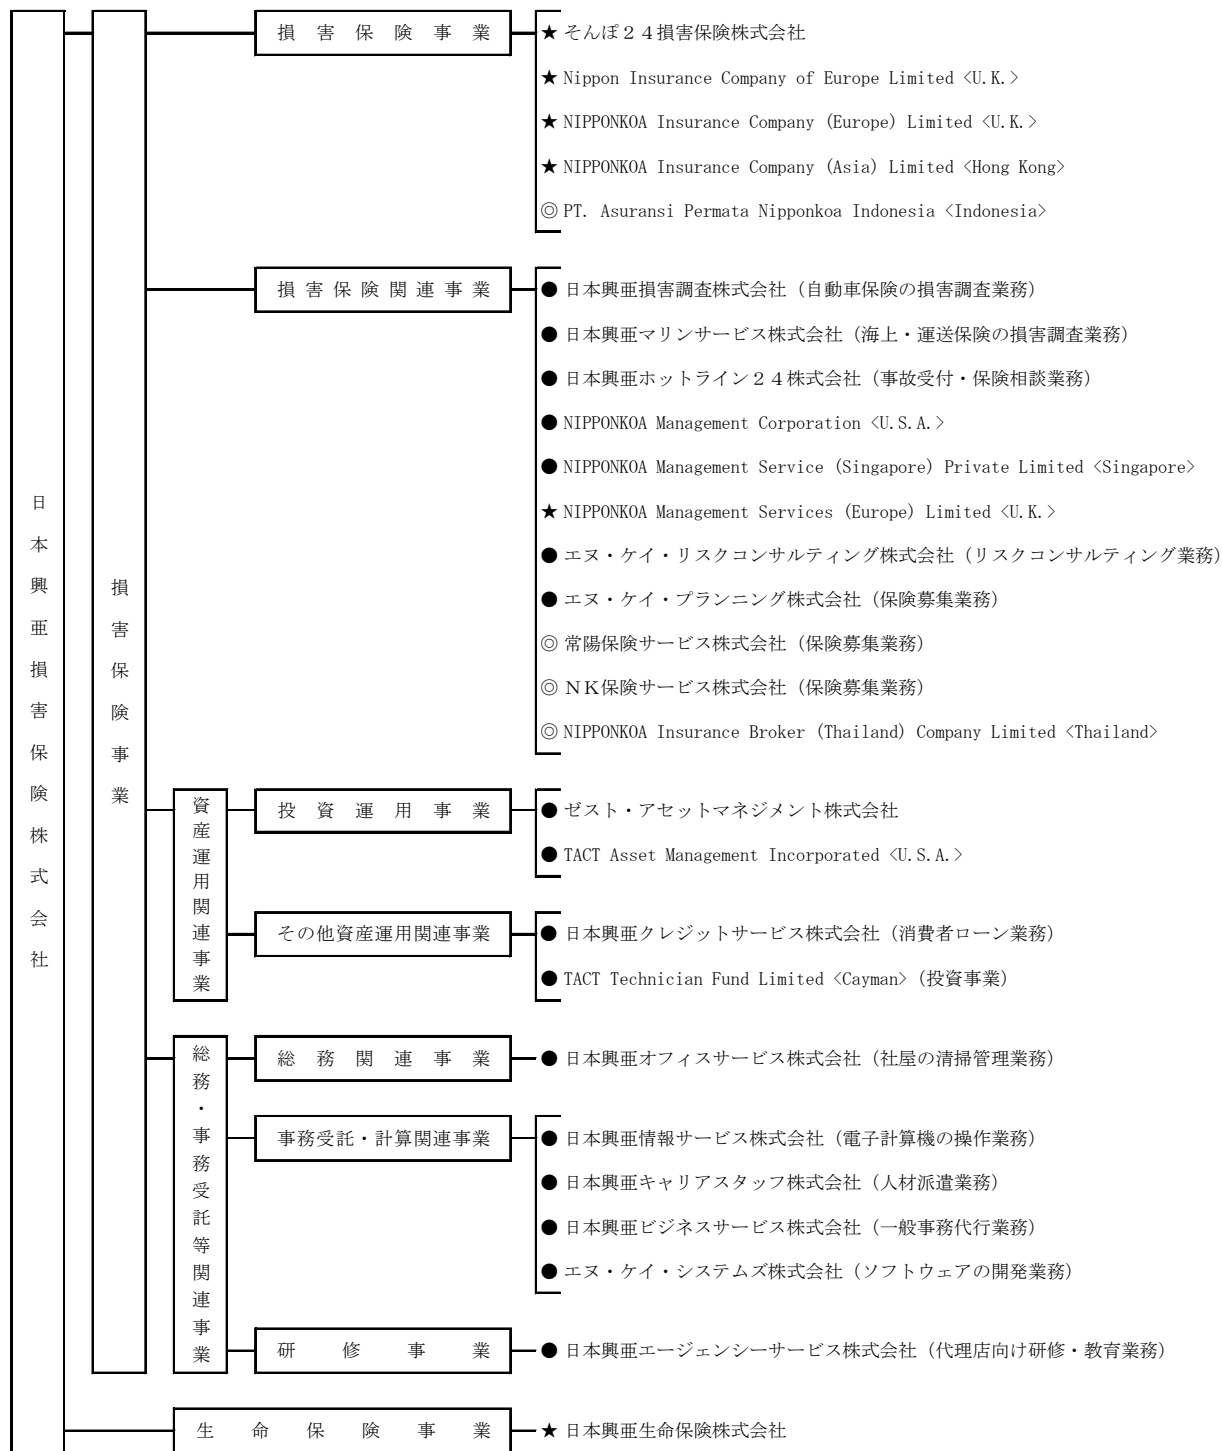 日本興亜損害保険株式会社
損害保険事業
損害保険事業
★ そんぽ２４損害保険株式会社
★ Nippon Insurance Company of Europe Limited <U.K.>
★ NIPPONKOA Insurance Company (Europe) Limited <U.K.>
★ NIPPONKOA Insurance Company (Asia) Limited <Hong Kong>
◎ PT. Asuransi Permata Nipponkoa Indonesia <Indonesia>
損害保険関連事業
● 日本興亜損害調査株式会社（自動車保険の損害調査業務）
● 日本興亜マリンサービス株式会社（海上・運送保険の損害調査業務）
● 日本興亜ホットライン２４株式会社（事故受付・保険相談業務）
● NIPPONKOA Management Corporation <U.S.A.>
● NIPPONKOA Management Service (Singapore) Private Limited <Singapore>
★ NIPPONKOA Management Services (Europe) Limited <U.K.>
● エヌ・ケイ・リスクコンサルティング株式会社（リスクコンサルティング業務）
● エヌ・ケイ・プランニング株式会社（保険募集業務）
◎ 常陽保険サービス株式会社（保険募集業務）
◎ ＮＫ保険サービス株式会社（保険募集業務）
◎ NIPPONKOA Insurance Broker (Thailand) Company Limited <Thailand>
資産運用関連事業
投資運用事業
● ゼスト・アセットマネジメント株式会社
● TACT Asset Management Incorporated <U.S.A.>
その他資産運用関連事業
● 日本興亜クレジットサービス株式会社（消費者ローン業務）
● TACT Technician Fund Limited <Cayman>（投資事業）
総務・事務受託等関連事業
総務関連事業
● 日本興亜オフィスサービス株式会社（社屋の清掃管理業務）
事務受託・計算関連事業
● 日本興亜情報サービス株式会社（電子計算機の操作業務）
● 日本興亜キャリアスタッフ株式会社（人材派遣業務）
● 日本興亜ビジネスサービス株式会社（一般事務代行業務）
● エヌ・ケイ・システムズ株式会社（ソフトウェアの開発業務）
研修事業
● 日本興亜エージェンシーサービス株式会社（代理店向け研修・教育業務）
生命保険事業
★ 日本興亜生命保険株式会社